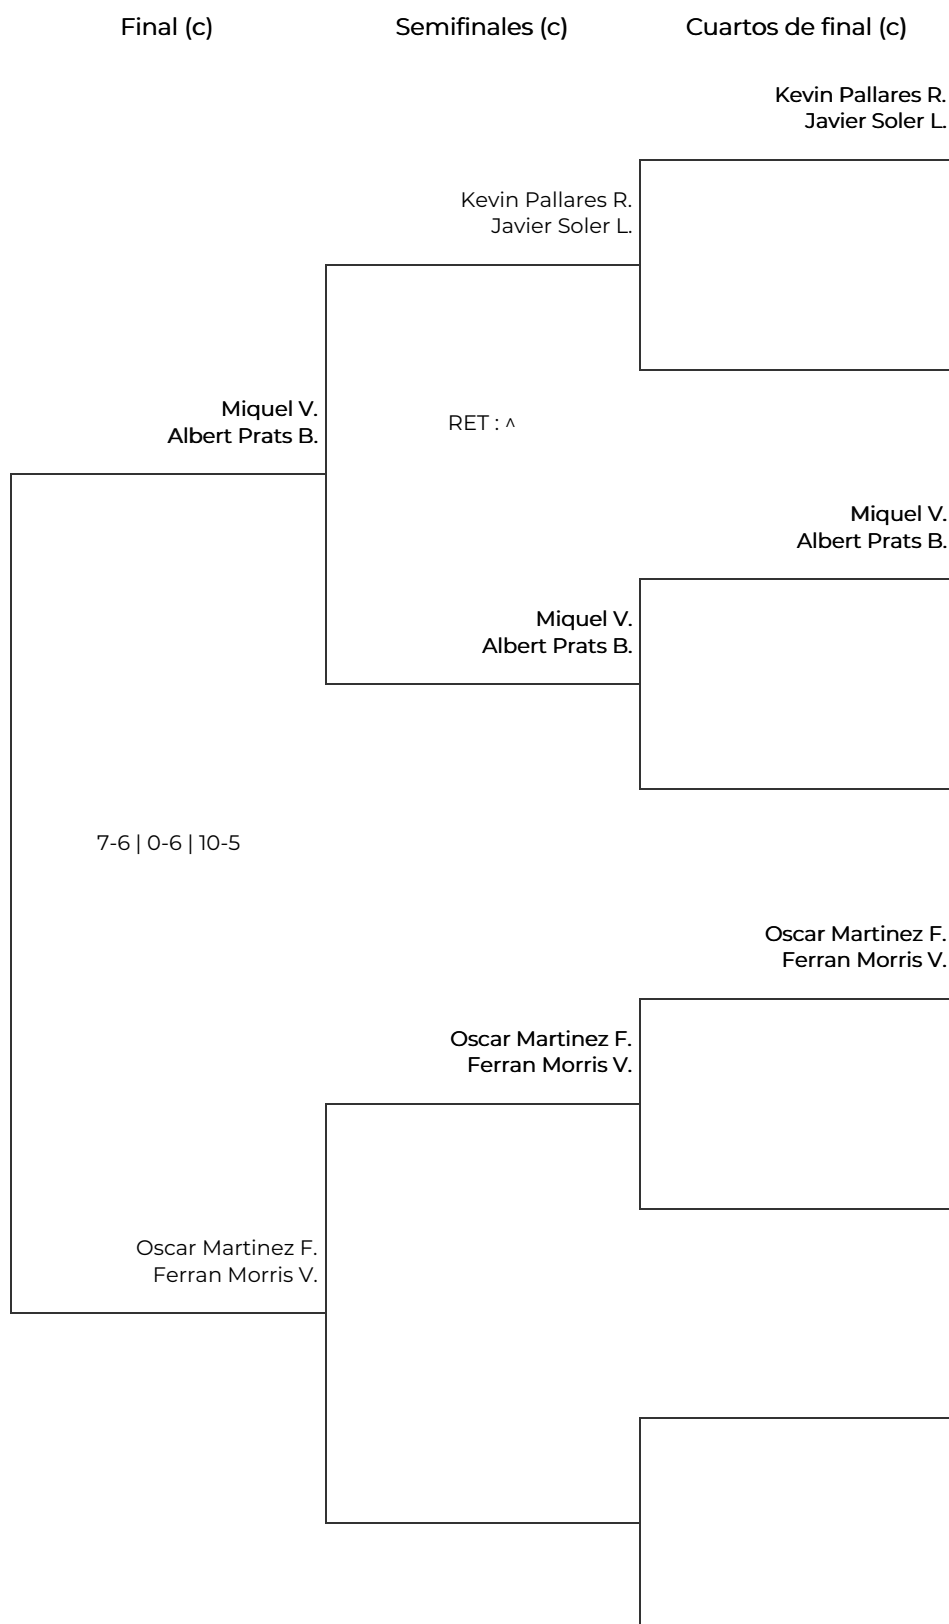 Final (c)
Semifinales (c)
Cuartos de final (c)
Kevin Pallares R.
Javier Soler L.
Kevin Pallares R.
Javier Soler L.
Miquel V.
Albert Prats B.
RET : ^
Miquel V.
Albert Prats B.
Miquel V.
Albert Prats B.
7-6 | 0-6 | 10-5
Oscar Martinez F.
Ferran Morris V.
Oscar Martinez F.
Ferran Morris V.
Oscar Martinez F.
Ferran Morris V.